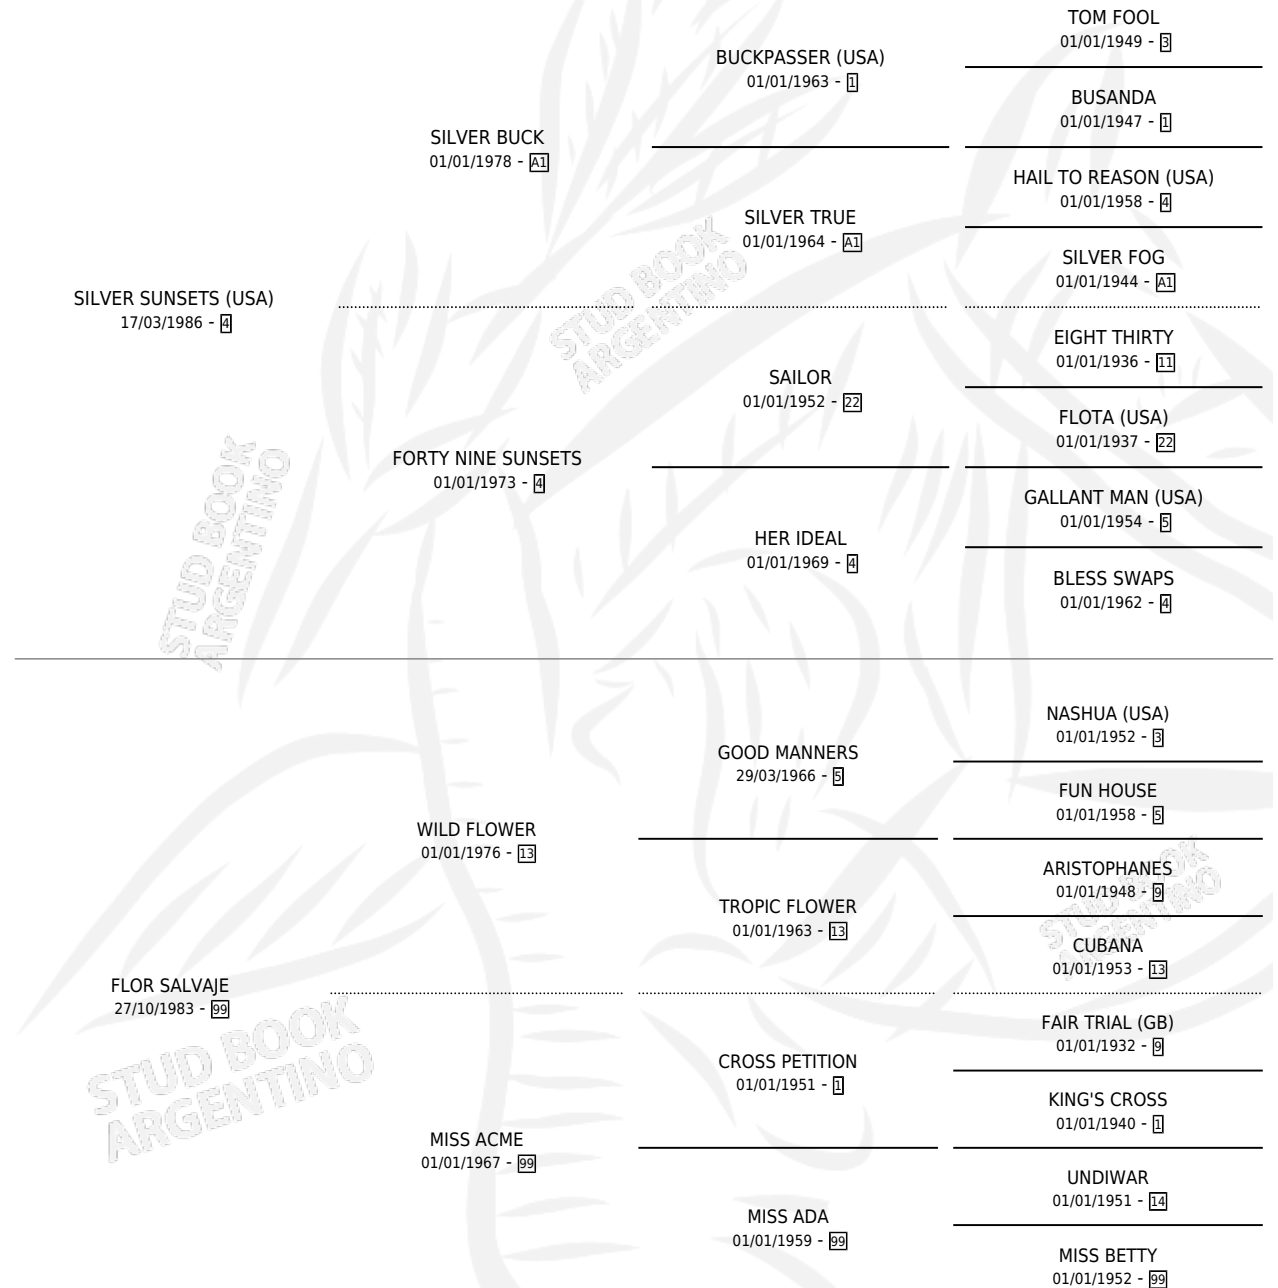 TOM FOOL
01/01/1949 - 3
BUCKPASSER (USA)
01/01/1963 - 1
BUSANDA
01/01/1947 - 1
SILVER BUCK
01/01/1978 - A1
HAIL TO REASON (USA)
01/01/1958 - 4
SILVER TRUE
01/01/1964 - A1
SILVER FOG
01/01/1944 - A1
SILVER SUNSETS (USA)
17/03/1986 - 4
STUD BOOK
ARGENTINO
EIGHT THIRTY
01/01/1936 - 11
SAILOR
01/01/1952 - 22
FLOTA (USA)
01/01/1937 - 22
FORTY NINE SUNSETS
01/01/1973 - 4
GALLANT MAN (USA)
01/01/1954 - 5
HER IDEAL
01/01/1969 - 4
BLESS SWAPS
01/01/1962 - 4
STUD BOOK
ARGENTINO
NASHUA (USA)
01/01/1952 - 3
GOOD MANNERS
29/03/1966 - 5
FUN HOUSE
01/01/1958 - 5
WILD FLOWER
01/01/1976 - 13
ARISTOPHANES
01/01/1948 - 9
TROPIC FLOWER
01/01/1963 - 13
STUD BOOK
ARGENTINO
CUBANA
01/01/1953 - 13
FLOR SALVAJE
27/10/1983 - 99
FAIR TRIAL (GB)
01/01/1932 - 9
CROSS PETITION
01/01/1951 - 1
KING'S CROSS
01/01/1940 - 1
STUD BOOK
ARGENTINO
MISS ACME
01/01/1967 - 99
UNDIWAR
01/01/1951 - 14
MISS ADA
01/01/1959 - 99
MISS BETTY
01/01/1952 - 99